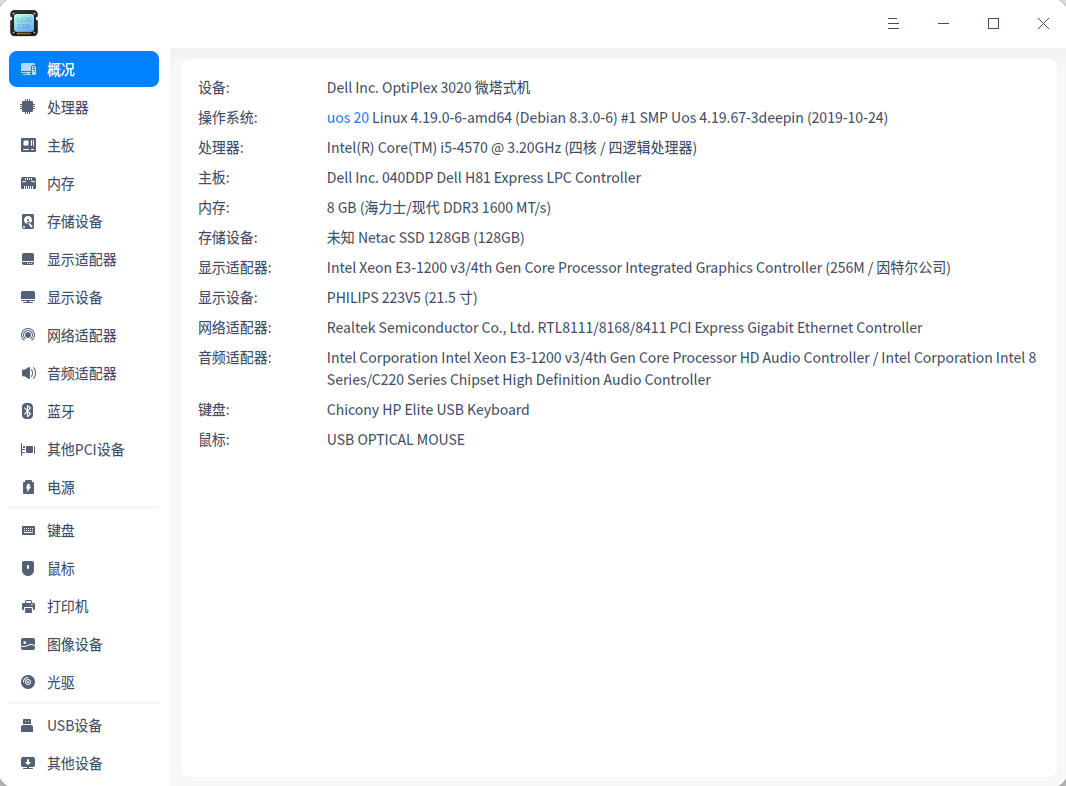 UOS
概况
处理器
主板
内存
存储设备
显示适配器
显示设备
网络适配器
音频适配器
蓝牙
其他PCI设备
电源
键盘
鼠标
打印机
图像设备
光驱
USB设备
其他设备
设备: Dell Inc. OptiPlex 3020 微塔式机
操作系统: uos 20 Linux 4.19.0-6-amd64 (Debian 8.3.0-6) #1 SMP Uos 4.19.67-3deepin (2019-10-24)
处理器: Intel(R) Core(TM) i5-4570 @ 3.20GHz (四核 / 四逻辑处理器)
主板: Dell Inc. 040DDP Dell H81 Express LPC Controller
内存: 8 GB (海力士/现代 DDR3 1600 MT/s)
存储设备: 未知 Netac SSD 128GB (128GB)
显示适配器: Intel Xeon E3-1200 v3/4th Gen Core Processor Integrated Graphics Controller (256M / 因特尔公司)
显示设备: PHILIPS 223V5 (21.5 寸)
网络适配器: Realtek Semiconductor Co., Ltd. RTL8111/8168/8411 PCI Express Gigabit Ethernet Controller
音频适配器: Intel Corporation Intel Xeon E3-1200 v3/4th Gen Core Processor HD Audio Controller / Intel Corporation Intel 8
Series/C220 Series Chipset High Definition Audio Controller
键盘: Chicony HP Elite USB Keyboard
鼠标: USB OPTICAL MOUSE